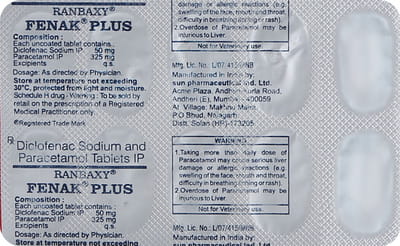 RANBAXY®
FENAK® PLUS
Composition :
Each uncoated tablet contains
Diclofenac Sodium IP 50 mg
Paracetamol IP 325 mg
Excipients q.s.
Dosage: As directed by Physician.
Store at temperature not exceeding
30°C, protected from light and moisture.
Schedule H drug - Warning : To be sold by
retail on the prescription of a Registered
Medical Practitioner only.
®Registered Trade Mark
Rx Diclofenac Sodium and
Paracetamol Tablets IP
RANBAXY®
FENAK® PLUS
Composition :
Each uncoated tablet contains :
Diclofenac Sodium IP 50 mg
Paracetamol IP 325 mg
Excipients q.s.
Dosage: As directed by Physician.
Store at temperature not exceeding
damage or allergic reactions (e.g.
swelling of the face, mouth and throat,
difficulty in breathing itching or rash).
2.Overdose of Paracetamol may be
injurious to Liver.
Not for Veterinary use.
Mfg. Lic. No.: L/07/415/MNB
Manufactured in India by:
sun pharmaceutical ind. Ltd.
Acme Plaza, Andheri-Kurla Road,
Andheri (E), Mumbai - 400059
At: Village:
P.O Bhud, Nalagarh
Distt. Solan (HP)-173205
WARNING
1.Taking more than daily dose of
Paracetamol may cause serious liver
damage or allergic reactions (e.g.
swelling of the face, mouth and throat,
difficulty in breathing itching or rash).
2.Overdose of Paracetamol may be
injurious to Liver.
Not for Veterinary use.
Mfg. Lic. No.: L/07/415/MNB
Manufactured in India by:
sun pharmaceutical ind. Ltd.